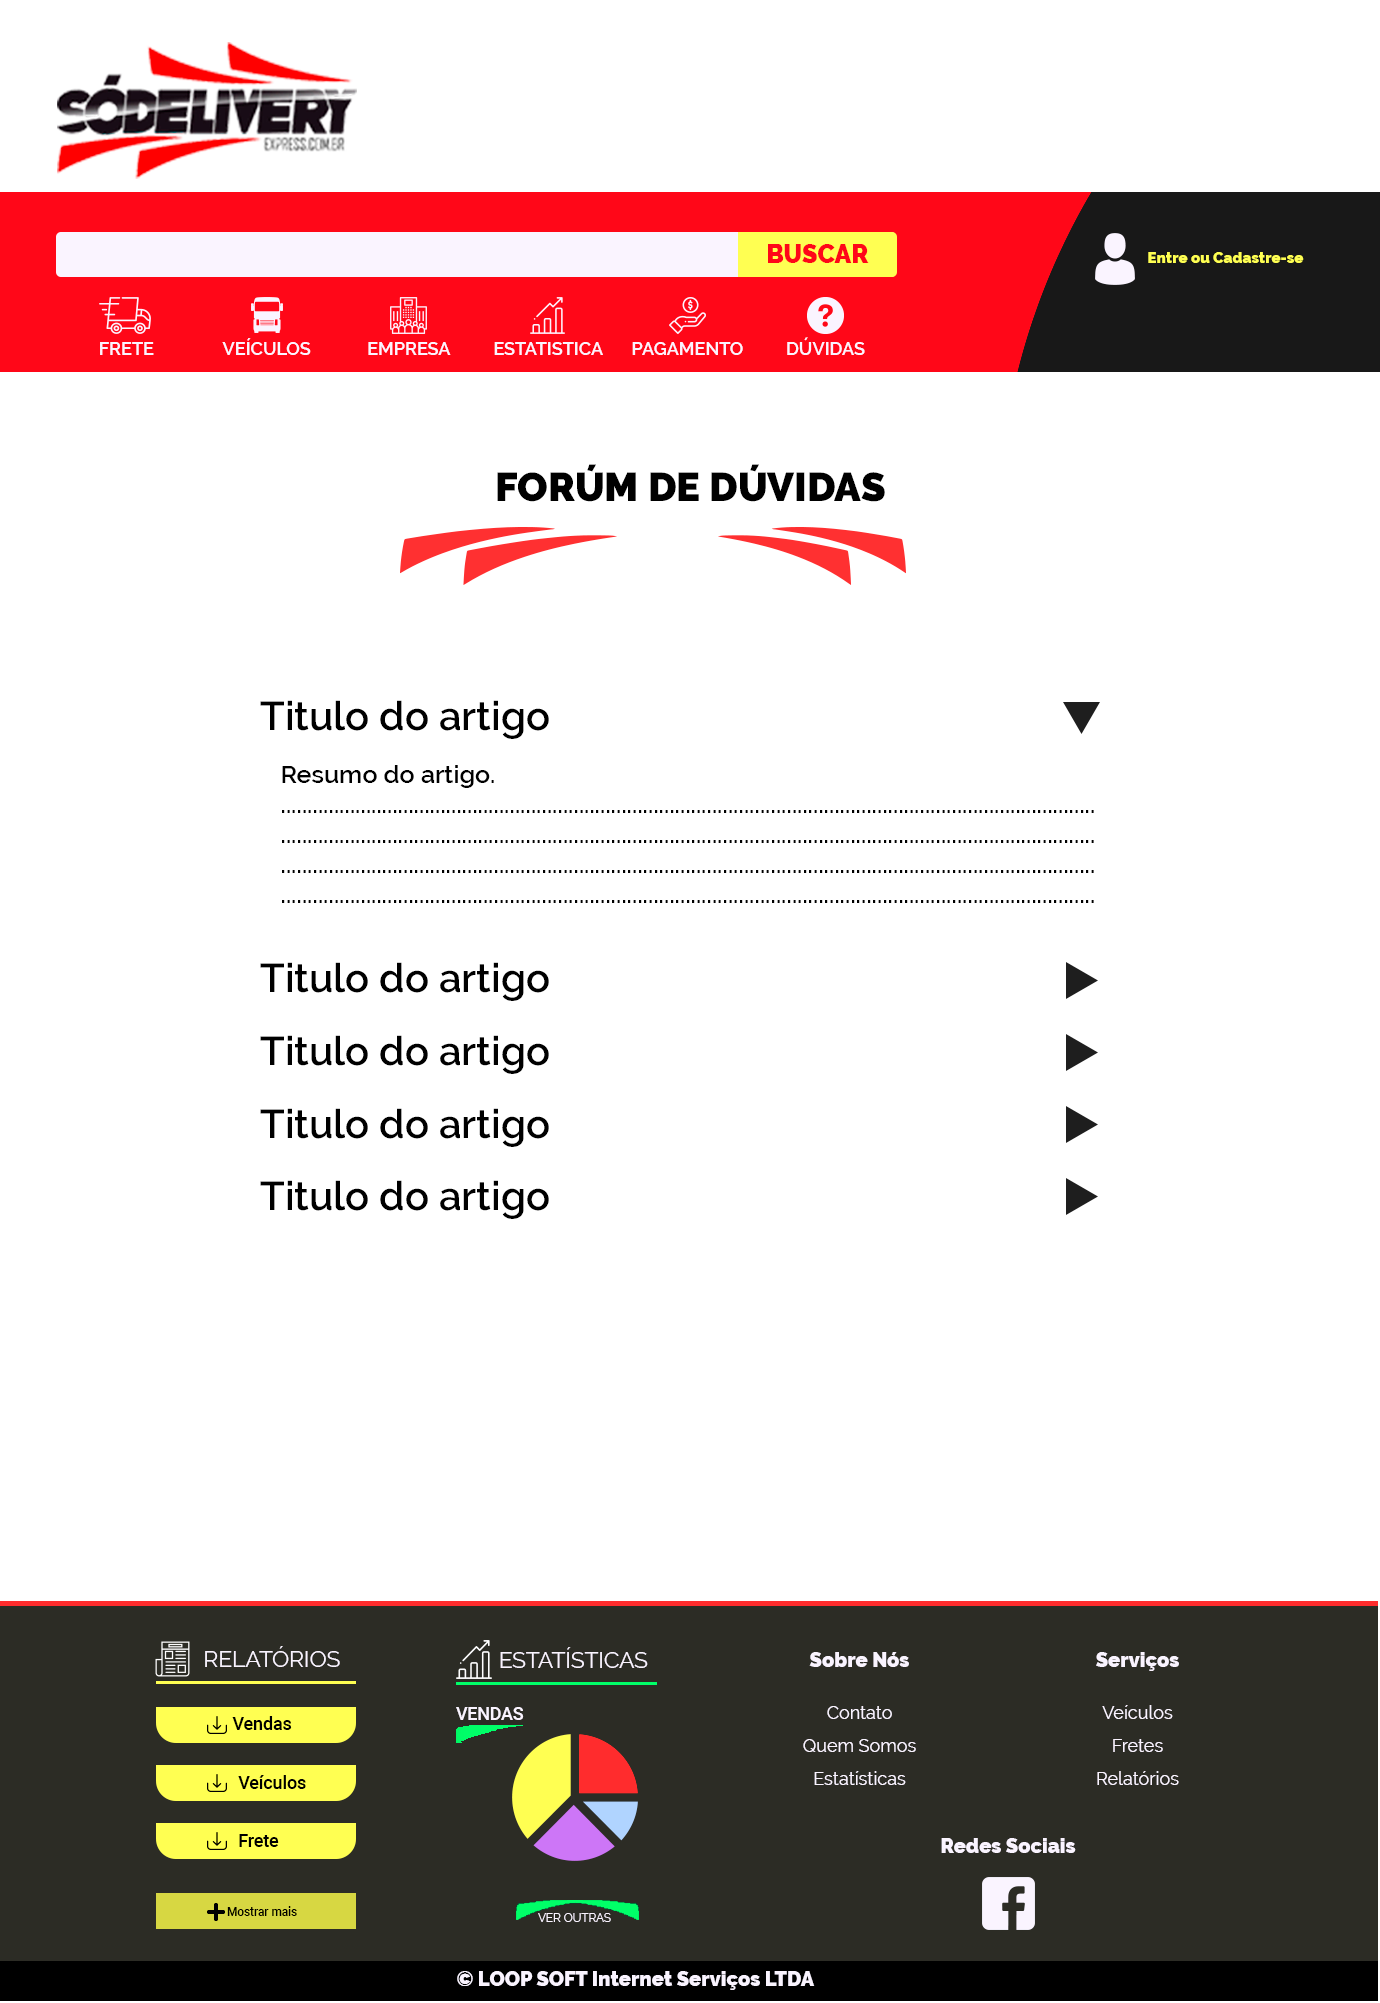 SÓDELIVERY
EXPRESS.COM.BR
BUSCAR
Entre ou Cadastre-se
FRETE
VEÍCULOS
EMPRESA
ESTATISTICA
PAGAMENTO
DÚVIDAS
FORÚM DE DÚVIDAS
Titulo do artigo
Resumo do artigo.
Titulo do artigo
Titulo do artigo
Titulo do artigo
Titulo do artigo
RELATÓRIOS
Vendas
Veículos
Frete
Mostrar mais
ESTATÍSTICAS
VENDAS
VER OUTRAS
Sobre Nós
Contato
Quem Somos
Estatísticas
Serviços
Veículos
Fretes
Relatórios
Redes Sociais
© LOOP SOFT Internet Serviços LTDA